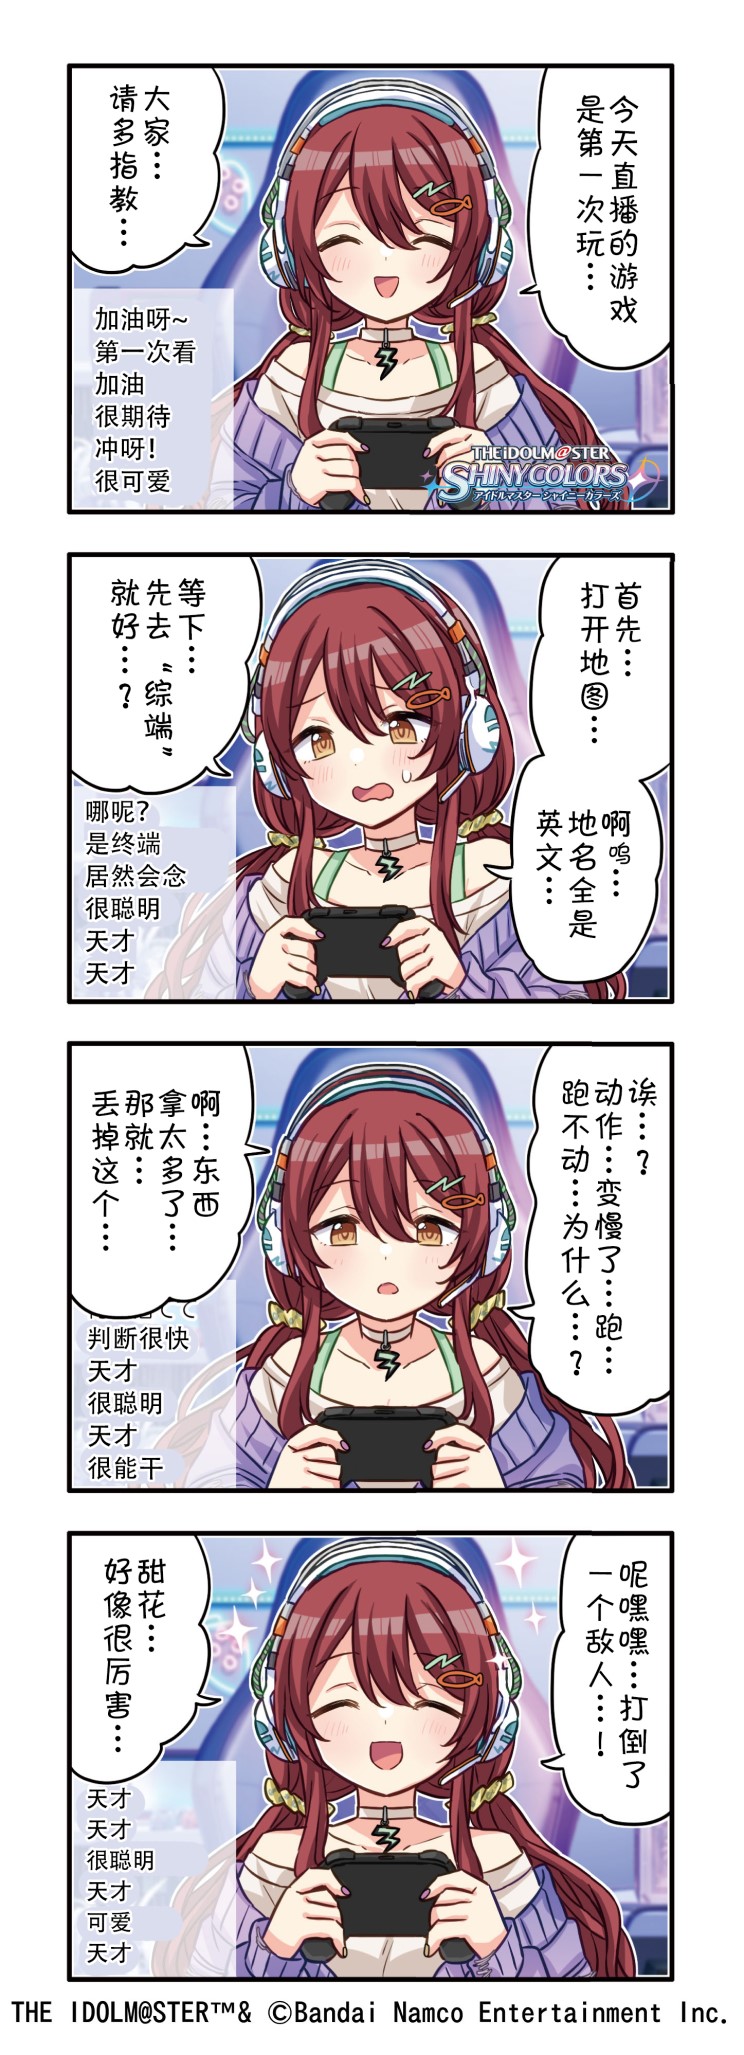 今天直播的游戏
是第一次玩…
大家…
请多指教…
加油呀~
第一次看
加油
很期待
冲呀!
很可爱
THE iDOLM@STER
SHINY COLORS
アイドルマスター シャイニーカラーズ
首先…
打开地图…
啊呜…
地名全是
英文…
等下…
先去“综端”
就好…?
哪呢?
是终端
居然会念
很聪明
天才
天才
诶…?
动作…变慢了…跑…
跑不动…为什么…?
啊…东西
拿太多了…
那就…
丢掉这个…
判断很快
天才
很聪明
天才
很能干
呢嘿嘿…打倒了
一个敌人…!
甜花…
好像很厉害…
天才
天才
很聪明
天才
可爱
天才
THE IDOLM@STER™& ©Bandai Namco Entertainment Inc.